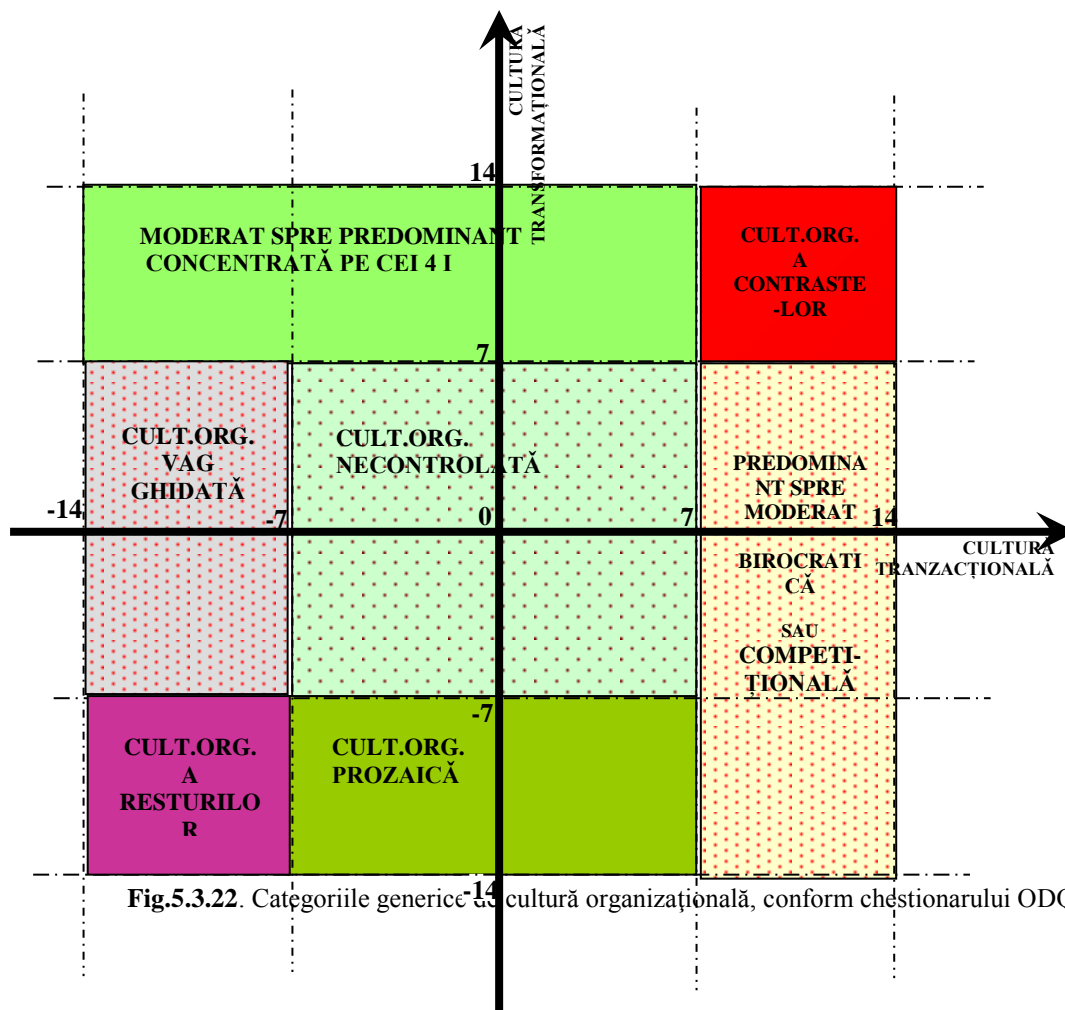 CULTURA
TRANSFORMAȚIONALĂ
14
MODERAT SPRE PREDOMINANT
CONCENTRATĂ PE CEI 4 I
CULT.ORG.
A
CONTRASTE
-LOR
7
CULT.ORG.
VAG
GHIDATĂ
CULT.ORG.
NECONTROLATĂ
PREDOMINA
NT SPRE
MODERAT
-14
-7
0
7
14
CULTURA
TRANZACȚIONALĂ
BIROCRATI
CĂ
SAU
COMPETI-
ȚIONALĂ
-7
CULT.ORG.
A
RESTURILO
R
CULT.ORG.
PROZAICĂ
-14
Fig.5.3.22. Categoriile generice de cultură organizaţională, conform chestionarului